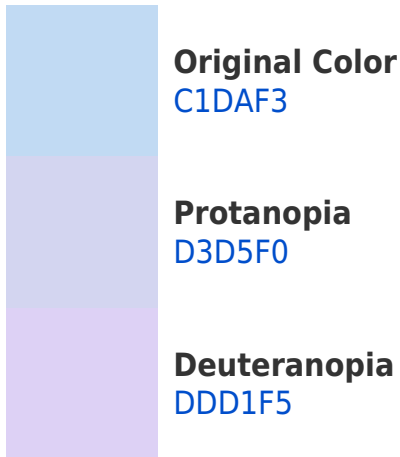 Original Color
C1DAF3
Protanopia
D3D5F0
Deuteranopia
DDD1F5